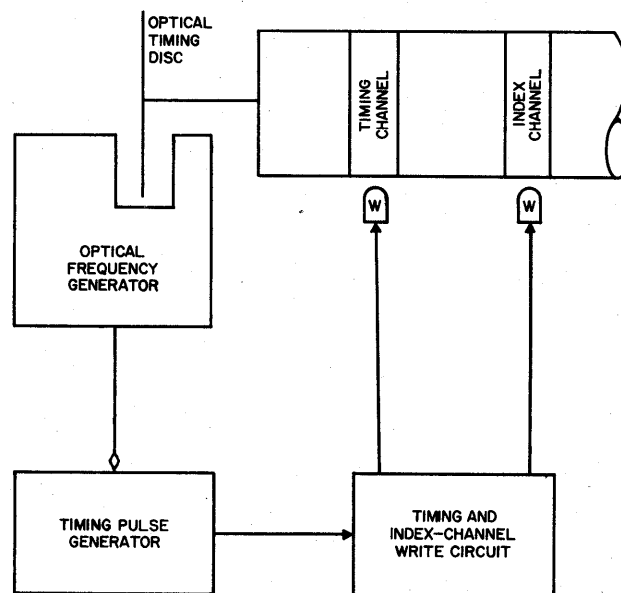 OPTICAL
TIMING
DISC
TIMING
CHANNEL
INDEX
CHANNEL
W
W
OPTICAL
FREQUENCY
GENERATOR
TIMING PULSE
GENERATOR
TIMING AND
INDEX-CHANNEL
WRITE CIRCUIT